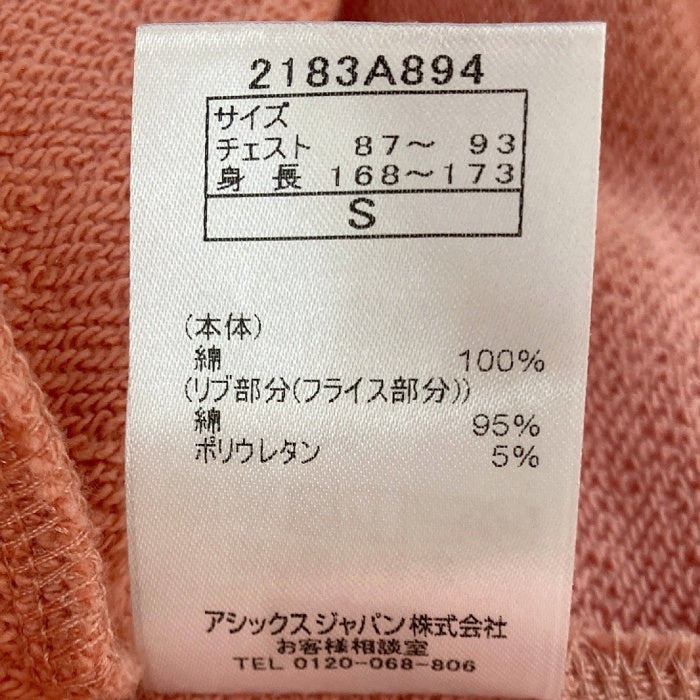 2183A894
サイズ
チェスト 87～ 93
身 長 168～173
S
(本体)
綿 100%
(リブ部分(フライス部分))
綿 95%
ポリウレタン 5%
アシックスジャパン株式会社
お客様相談室
TEL 0120-068-806